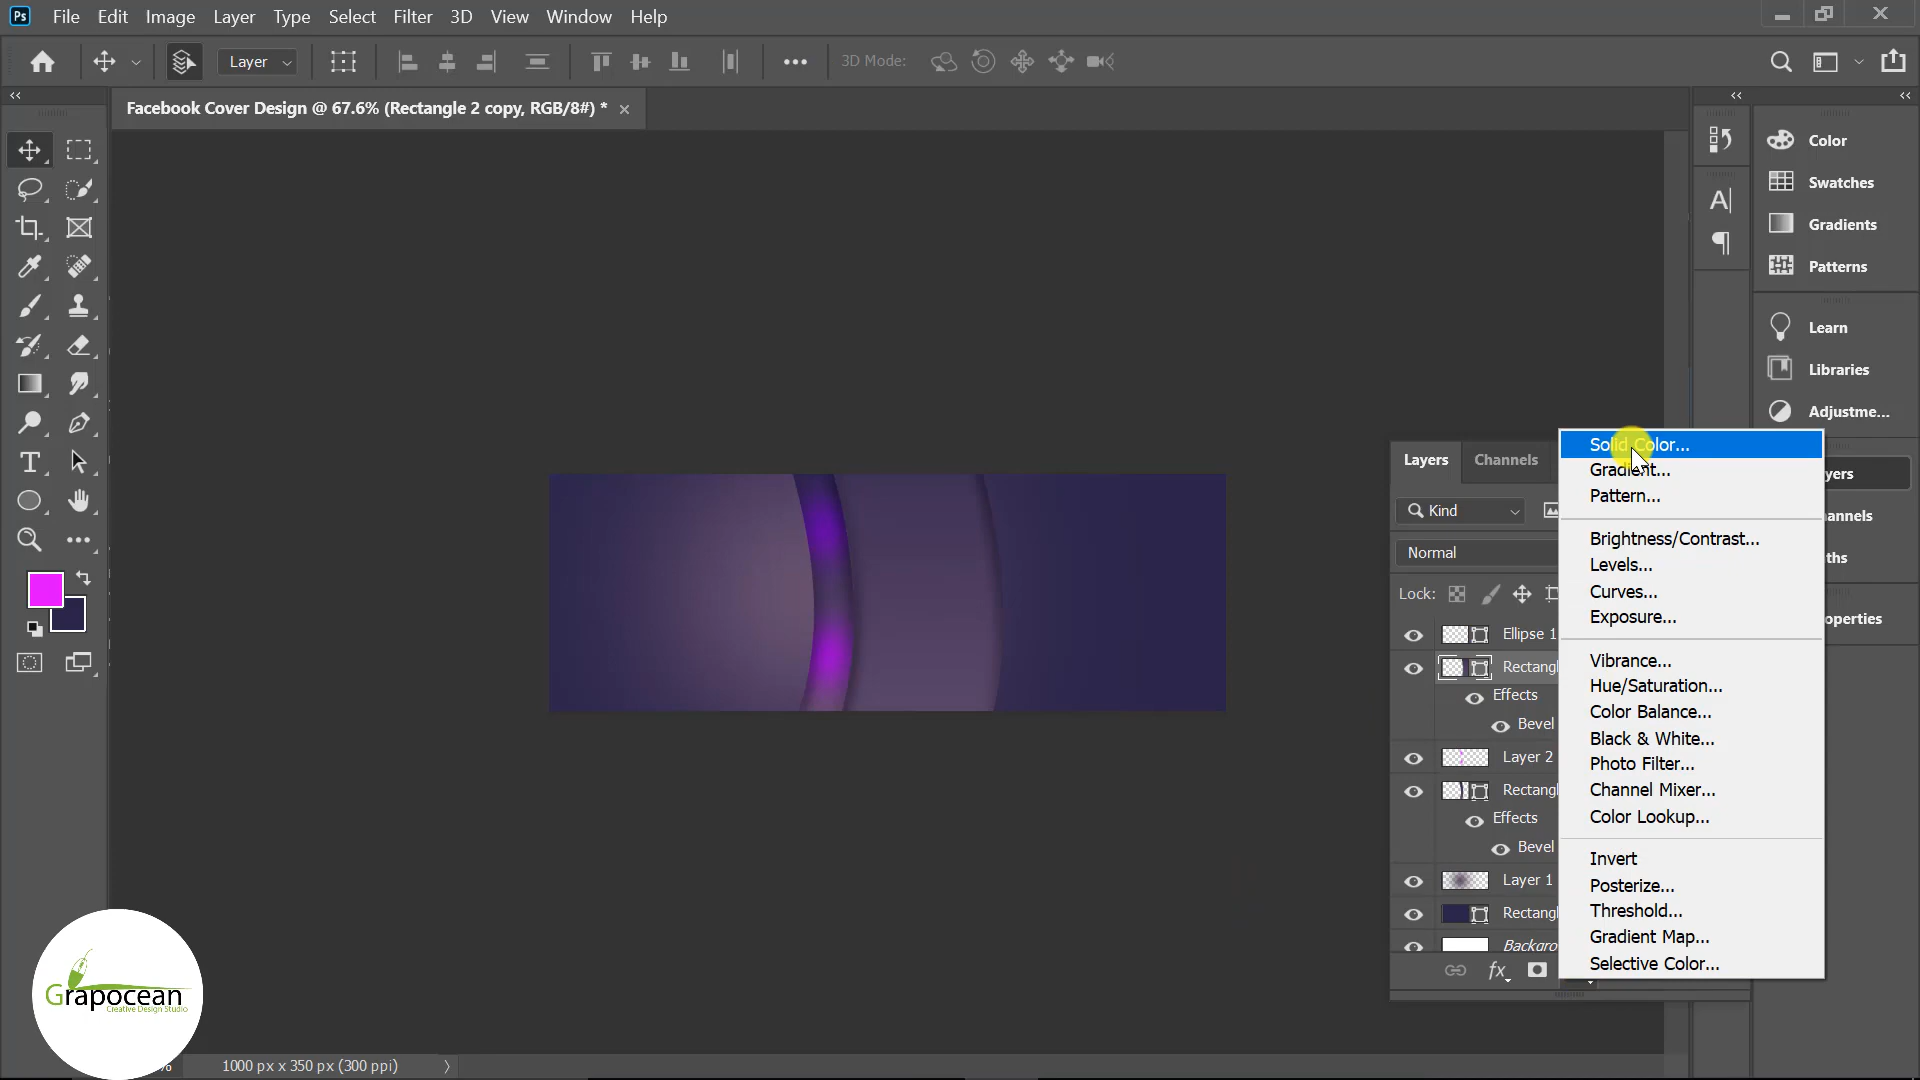 Ps File Edit Image Layer Type Select Filter 3D View Window Help
Layer 3D Mode:
Facebook Cover Design @ 67.6% (Rectangle 2 copy, RGB/8#) * ×
Color
Swatches
Gradients
Patterns
Learn
Libraries
Adjustme...
yers
annels
ths
operties
Layers Channels
Kind
Normal
Lock:
Ellipse 1
Rectangl
Effects
Bevel
Layer 2
Rectangl
Effects
Bevel
Layer 1
Rectangl
Backgro
fx
Solid Color...
Gradient...
Pattern...
Brightness/Contrast...
Levels...
Curves...
Exposure...
Vibrance...
Hue/Saturation...
Color Balance...
Black & White...
Photo Filter...
Channel Mixer...
Color Lookup...
Invert
Posterize...
Threshold...
Gradient Map...
Selective Color...
Grapocean
Creative Design Studio
% 1000 px x 350 px (300 ppi)